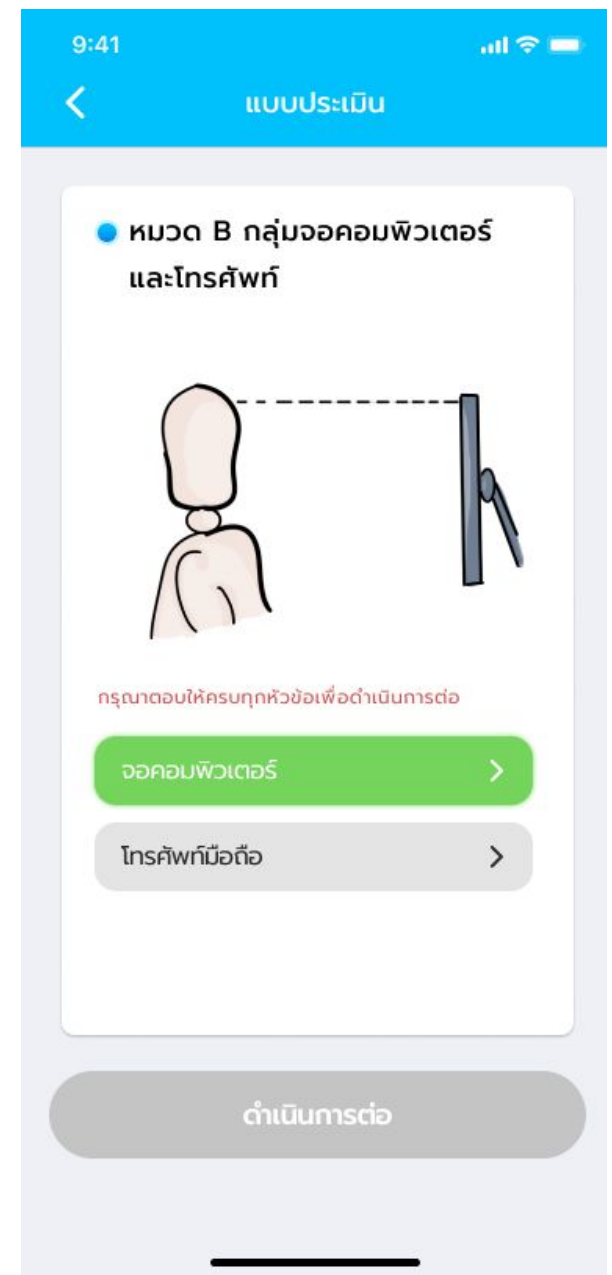 9:41
แบบประเมิน
หมวด B กลุ่มจอคอมพิวเตอร์
และโทรศัพท์
กรุณาตอบให้ครบทุกหัวข้อเพื่อดำเนินการต่อ
จอคอมพิวเตอร์
โทรศัพท์มือถือ
ดำเนินการต่อ